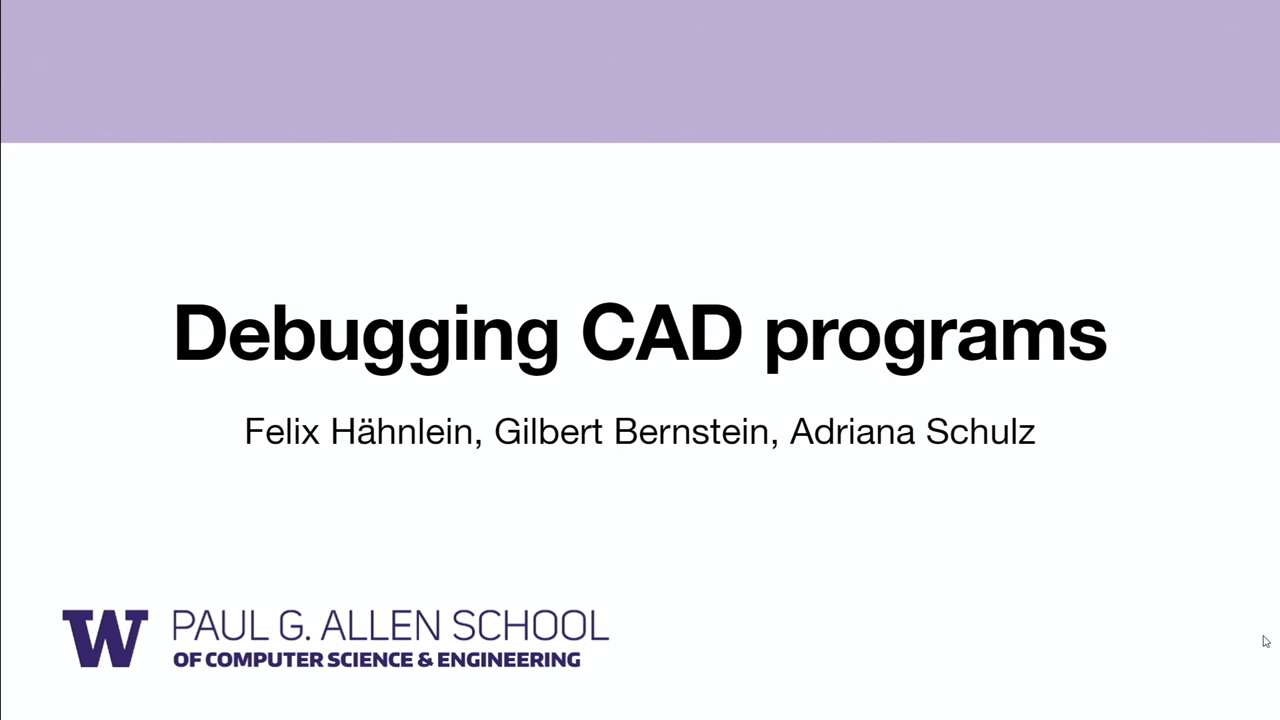 Debugging CAD programs
Felix Hähnlein, Gilbert Bernstein, Adriana Schulz
W PAUL G. ALLEN SCHOOL
OF COMPUTER SCIENCE & ENGINEERING